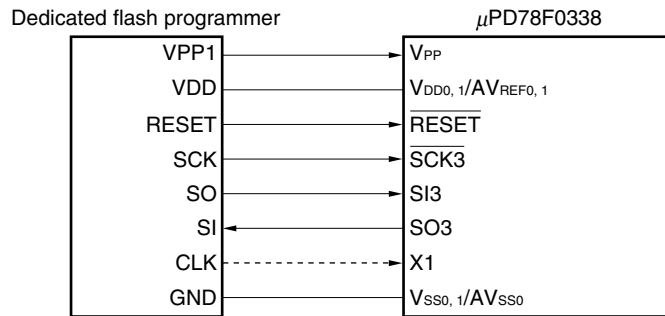 Dedicated flash programmer μPD78F0338
VPP1 VPP
VDD VDD0, 1/AVREF0, 1
RESET RESET
SCK SCK3
SO SI3
SI SO3
CLK X1
GND VSS0, 1/AVSS0